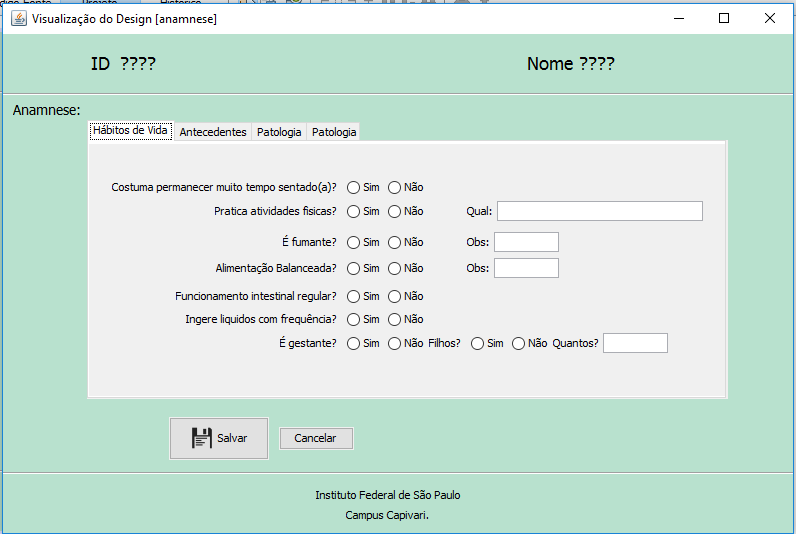 Projeto Historico
Visualização do Design [anamnese]
ID ????
Nome ????
Anamnese:
Hábitos de Vida Antecedentes Patologia Patologia
Costuma permanecer muito tempo sentado(a)? Sim Não
Pratica atividades fisicas? Sim Não Qual:
É fumante? Sim Não Obs:
Alimentação Balanceada? Sim Não Obs:
Funcionamento intestinal regular? Sim Não
Ingere liquidos com frequência? Sim Não
É gestante? Sim Não Filhos? Sim Não Quantos?
Salvar Cancelar
Instituto Federal de São Paulo
Campus Capivari.